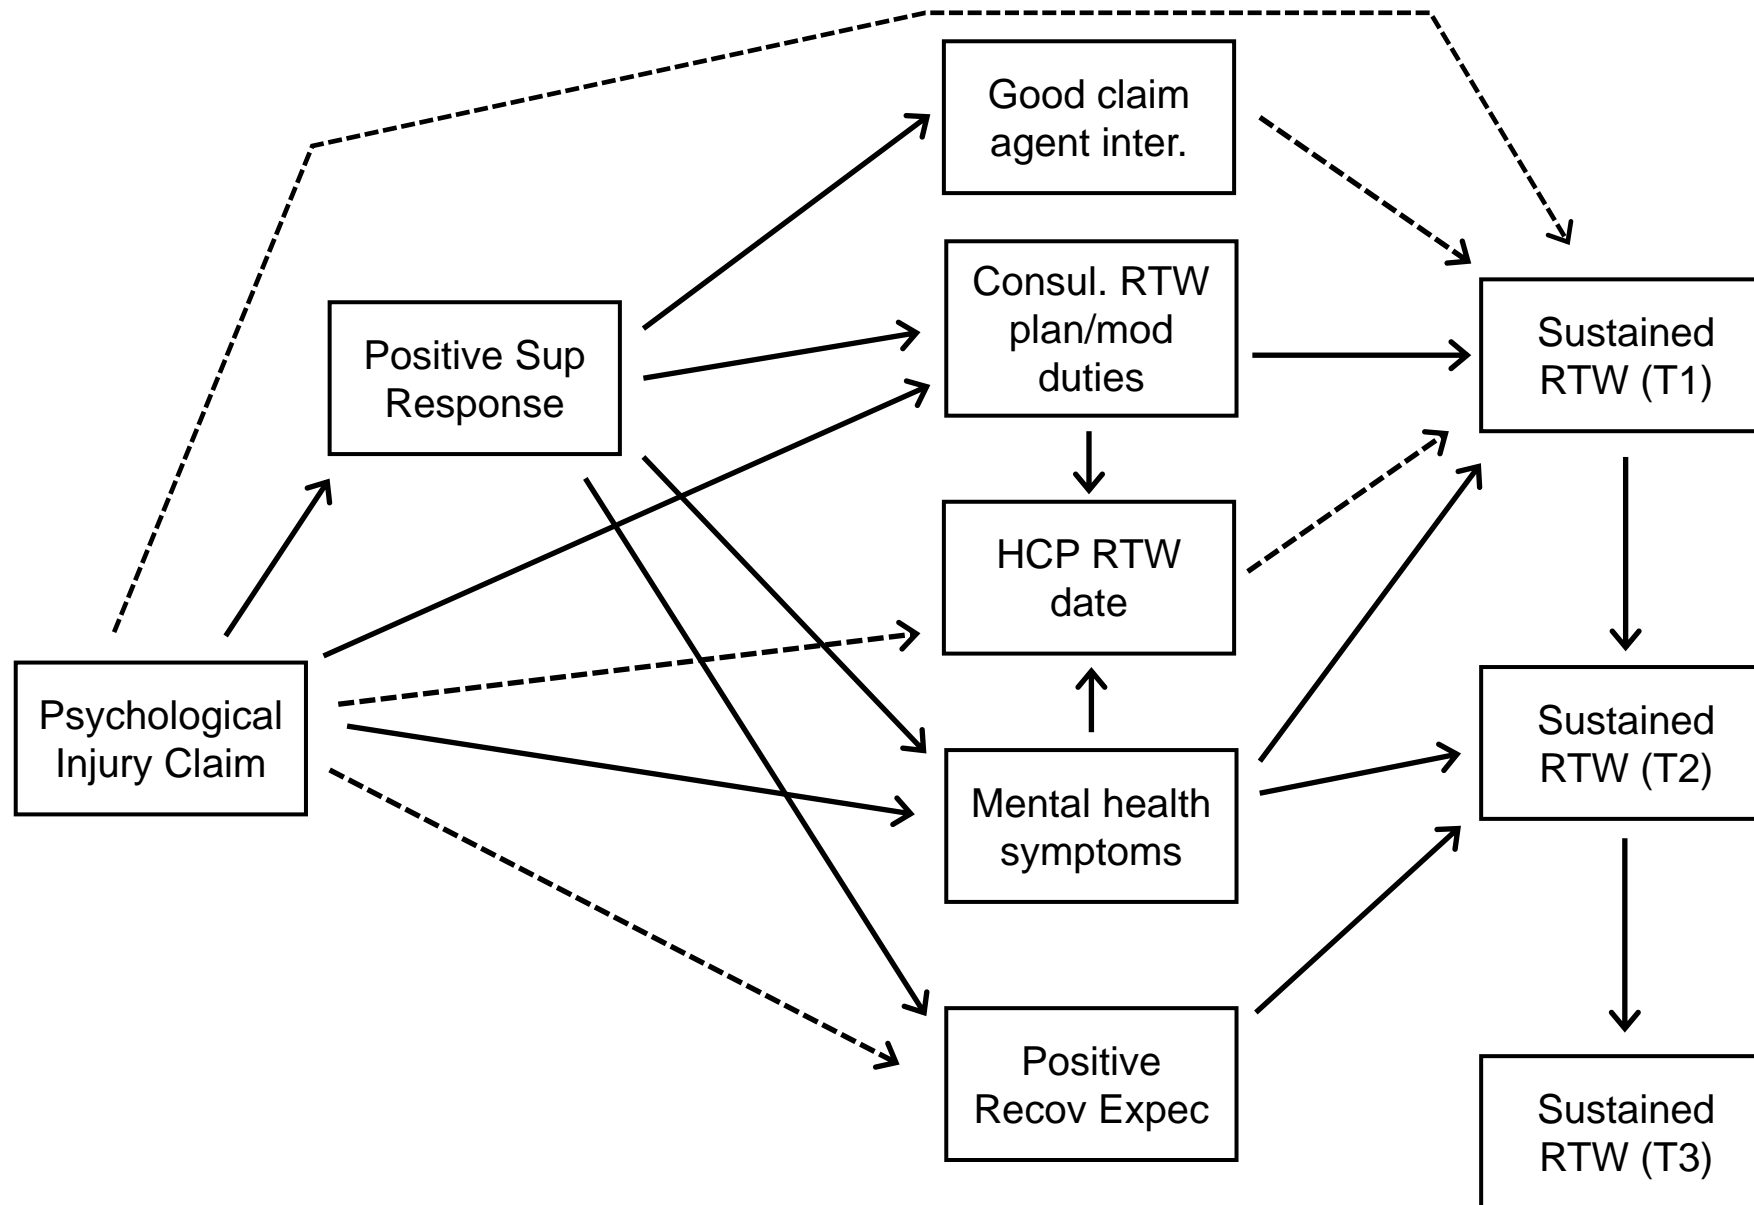 Good claim
agent inter.
Consul. RTW
plan/mod
duties
Positive Sup
Response
Sustained
RTW (T1)
HCP RTW
date
Psychological
Injury Claim
Sustained
RTW (T2)
Mental health
symptoms
Positive
Recov Expec
Sustained
RTW (T3)